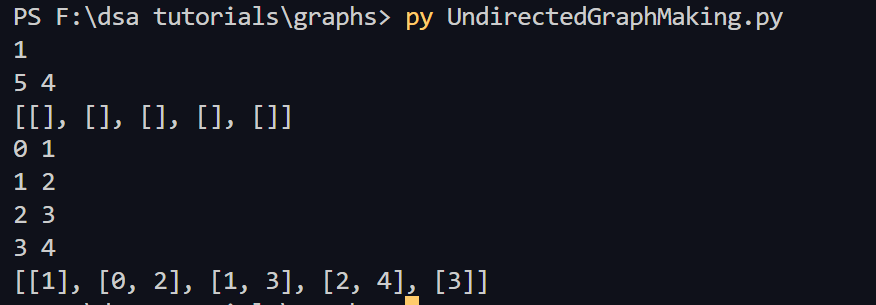 PS F:\dsa tutorials\graphs> py UndirectedGraphMaking.py
1
5 4
[[], [], [], [], []]
0 1
1 2
2 3
3 4
[[1], [0, 2], [1, 3], [2, 4], [3]]